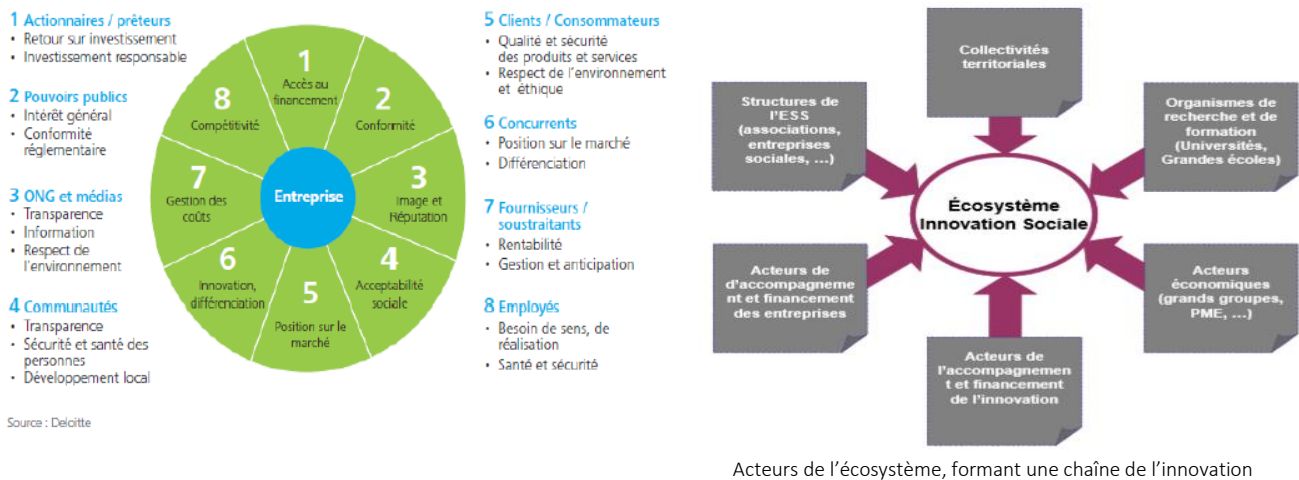 1 Actionnaires / prêteurs
• Retour sur investissement
• Investissement responsable
2 Pouvoirs publics
• Intérêt général
• Conformité
réglementaire
3 ONG et médias
• Transparence
• Information
• Respect de
l'environnement
4 Communautés
• Transparence
• Sécurité et santé des
personnes
• Développement local
Source : Deloitte
1
Accès au
financement
2
Conformité
3
Image et
Réputation
4
Acceptabilité
sociale
5
Position sur le
marché
6
Innovation,
différenciation
7
Gestion des
coûts
8
Compétitivité
Entreprise
5 Clients / Consommateurs
• Qualité et sécurité
des produits et services
• Respect de l'environnement
et éthique
6 Concurrents
• Position sur le marché
• Différenciation
7 Fournisseurs /
soustraitants
• Rentabilité
• Gestion et anticipation
8 Employés
• Besoin de sens, de
réalisation
• Santé et sécurité
Collectivités
territoriales
Structures de
l'ESS
(associations,
entreprises
sociales, ...)
Organismes de
recherche et de
formation
(Universités,
Grandes écoles)
Écosystème
Innovation Sociale
Acteurs de
d'accompagneme
nt et financement
des entreprises
Acteurs
économiques
(grands groupes,
PME, ...)
Acteurs de
l'accompagnemen
t et financement
de l'innovation
Acteurs de l'écosystème, formant une chaîne de l'innovation